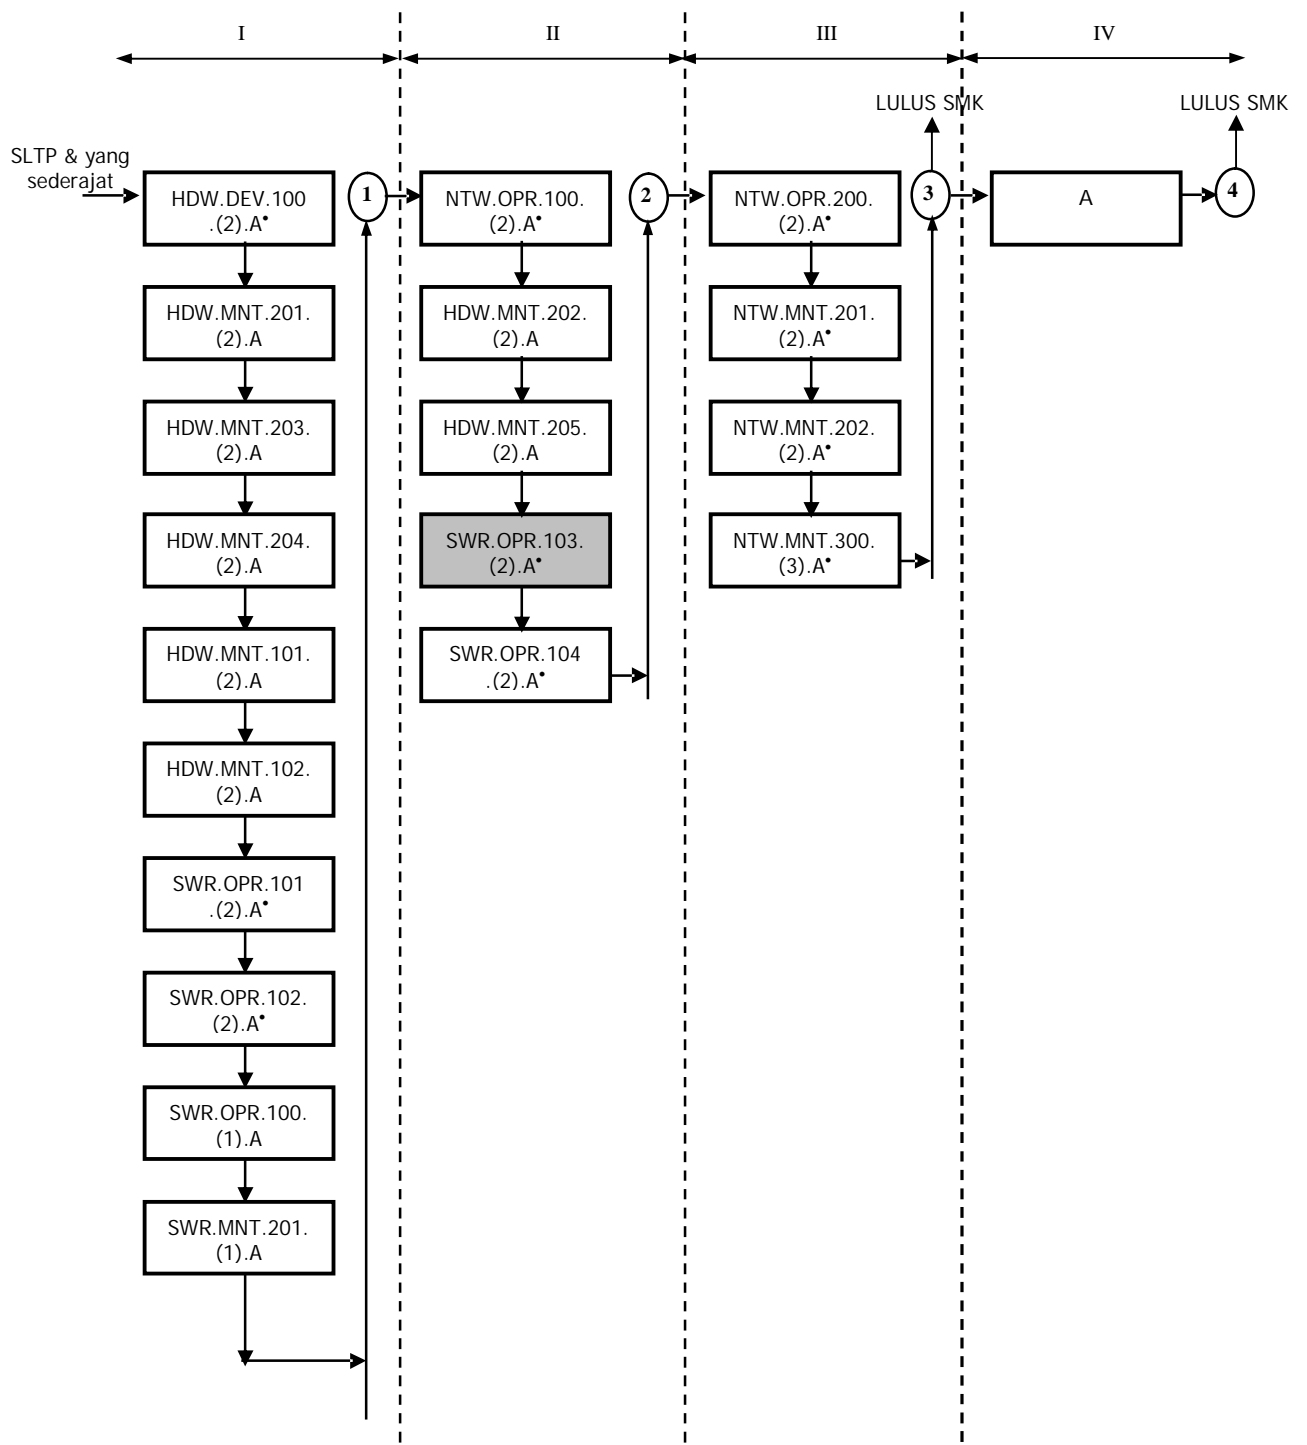 I
II
III
IV
LULUS SMK
LULUS SMK
SLTP & yang
sederajat
HDW.DEV.100
.(2).A•
1
NTW.OPR.100.
(2).A•
2
NTW.OPR.200.
(2).A•
3
A
4
HDW.MNT.201.
(2).A
HDW.MNT.202.
(2).A
NTW.MNT.201.
(2).A•
HDW.MNT.203.
(2).A
HDW.MNT.205.
(2).A
NTW.MNT.202.
(2).A•
HDW.MNT.204.
(2).A
SWR.OPR.103.
(2).A•
NTW.MNT.300.
(3).A•
HDW.MNT.101.
(2).A
SWR.OPR.104
.(2).A•
HDW.MNT.102.
(2).A
SWR.OPR.101
.(2).A•
SWR.OPR.102.
(2).A•
SWR.OPR.100.
(1).A
SWR.MNT.201.
(1).A